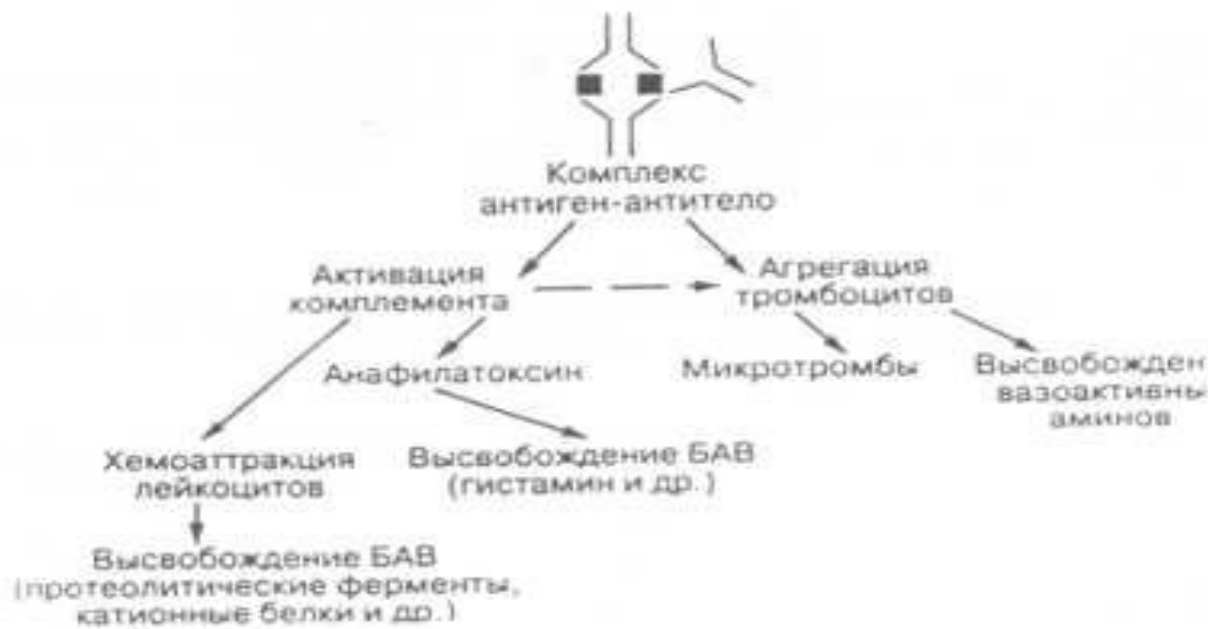 Комплекс
антиген-антитело
Активация
комплемента
Агрегация
тромбоцитов
Анафилатоксин
Микротромбы
Высвобожден
вазоактивны
аминов
Хемоаттракция
лейкоцитов
Высвобождение БАВ
(гистамин и др.)
Высвобождение БАВ
(протеолитические ферменты,
катионные белки и др.)